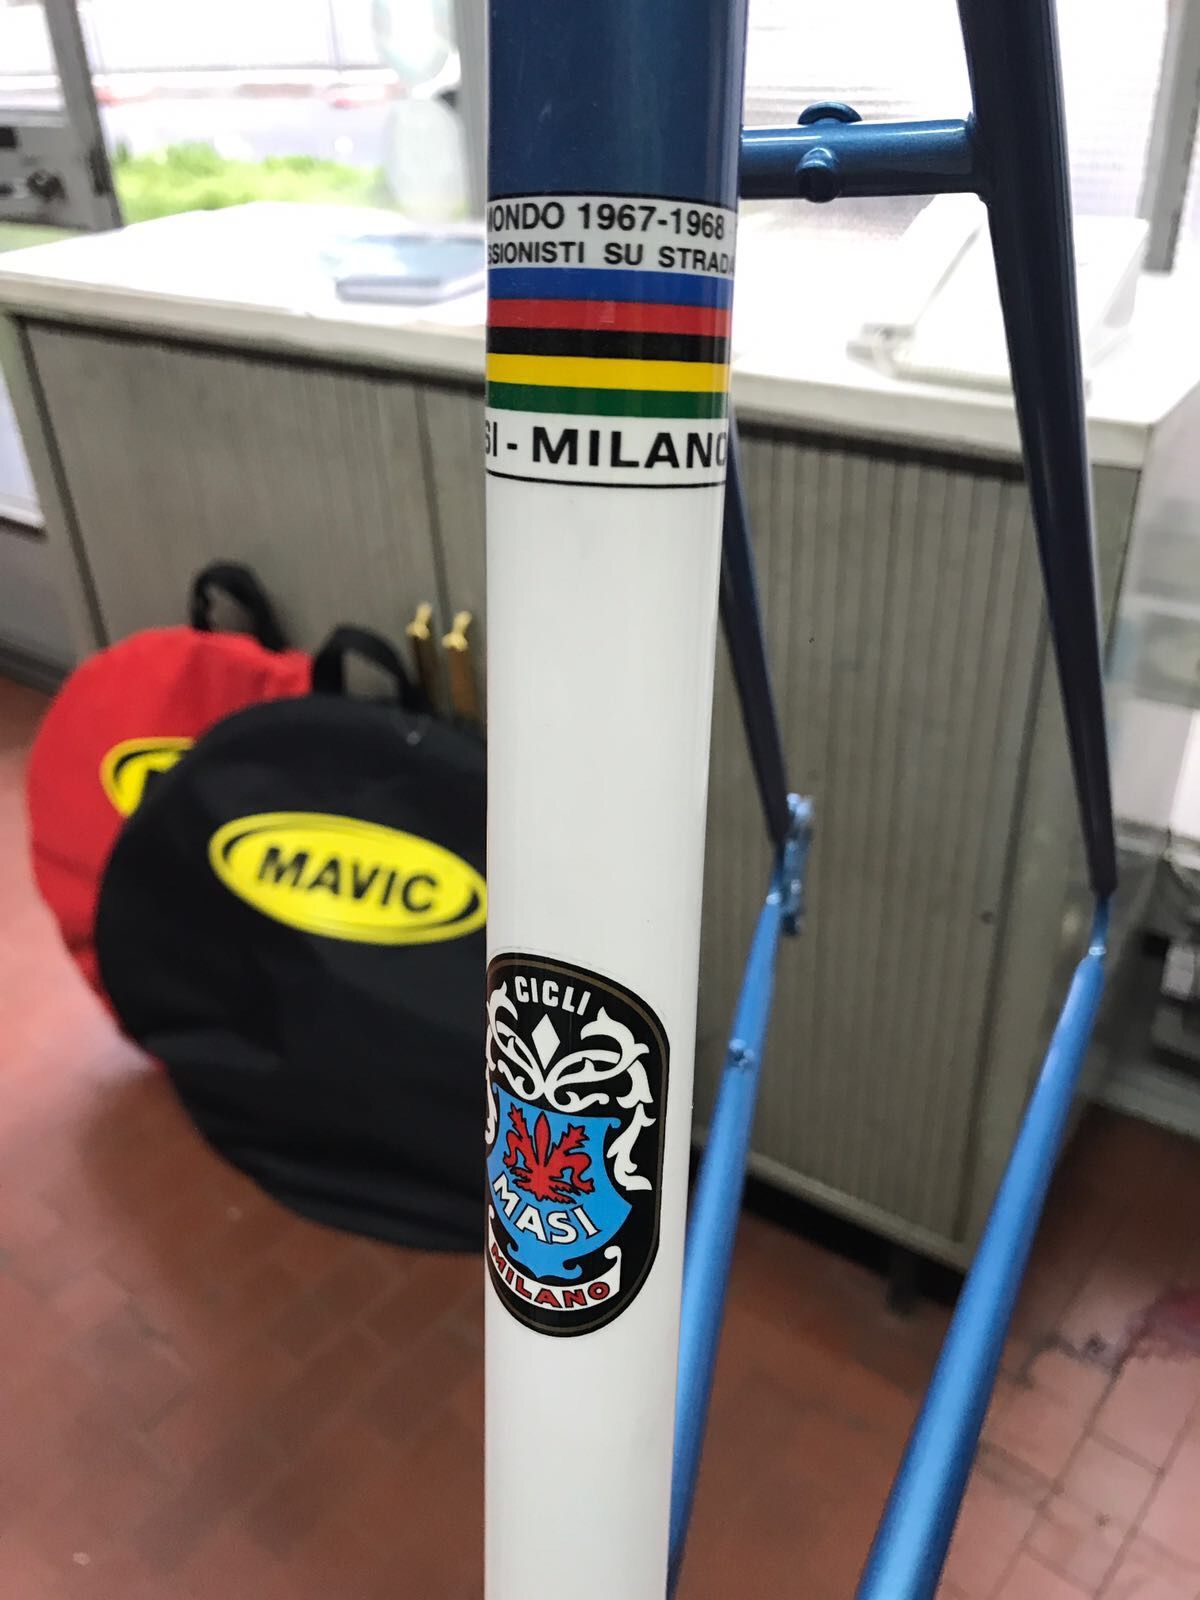 MONDO 1967-1968 -
SSIONISTI SU STRADA
SI - MILANO
MAVIC
CICLI
MASI
MILANO